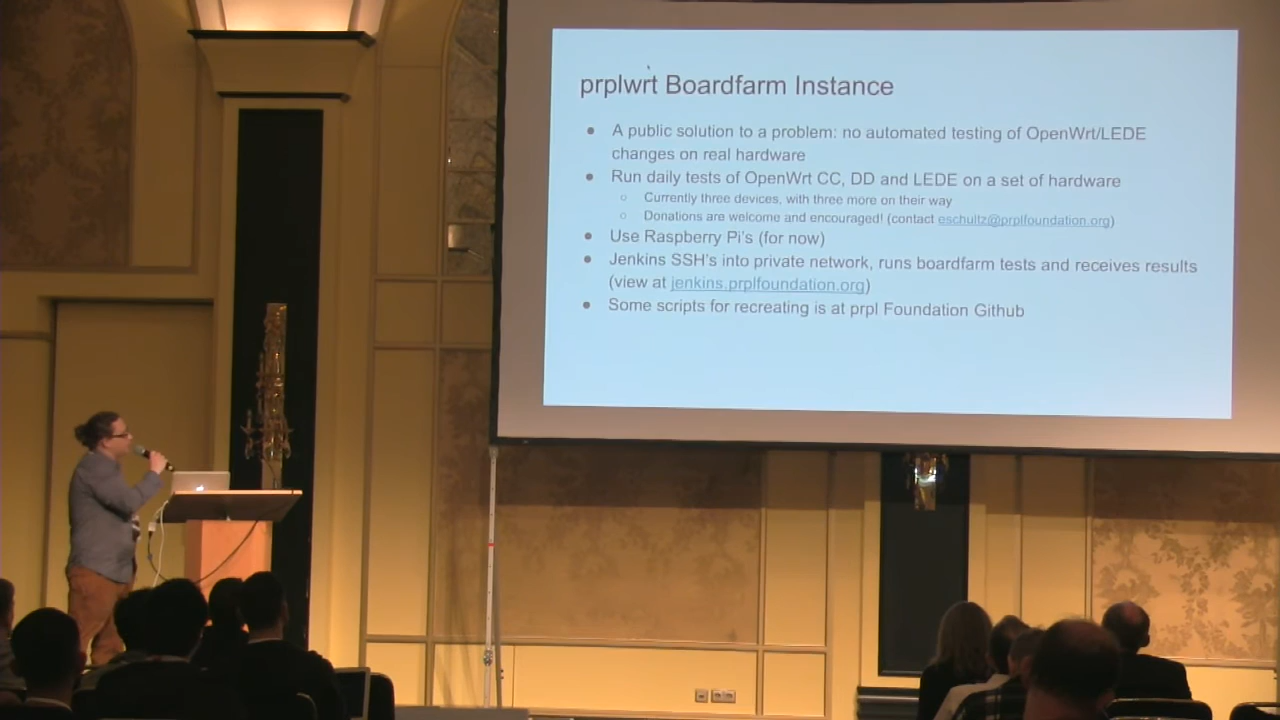 prplwrt Boardfarm Instance
● A public solution to a problem: no automated testing of OpenWrt/LEDE
changes on real hardware
● Run daily tests of OpenWrt CC, DD and LEDE on a set of hardware
○ Currently three devices, with three more on their way
○ Donations are welcome and encouraged! (contact eschultz@prplfoundation.org)
● Use Raspberry Pi's (for now)
● Jenkins SSH's into private network, runs boardfarm tests and receives results
(view at jenkins.prplfoundation.org)
● Some scripts for recreating is at prpl Foundation Github